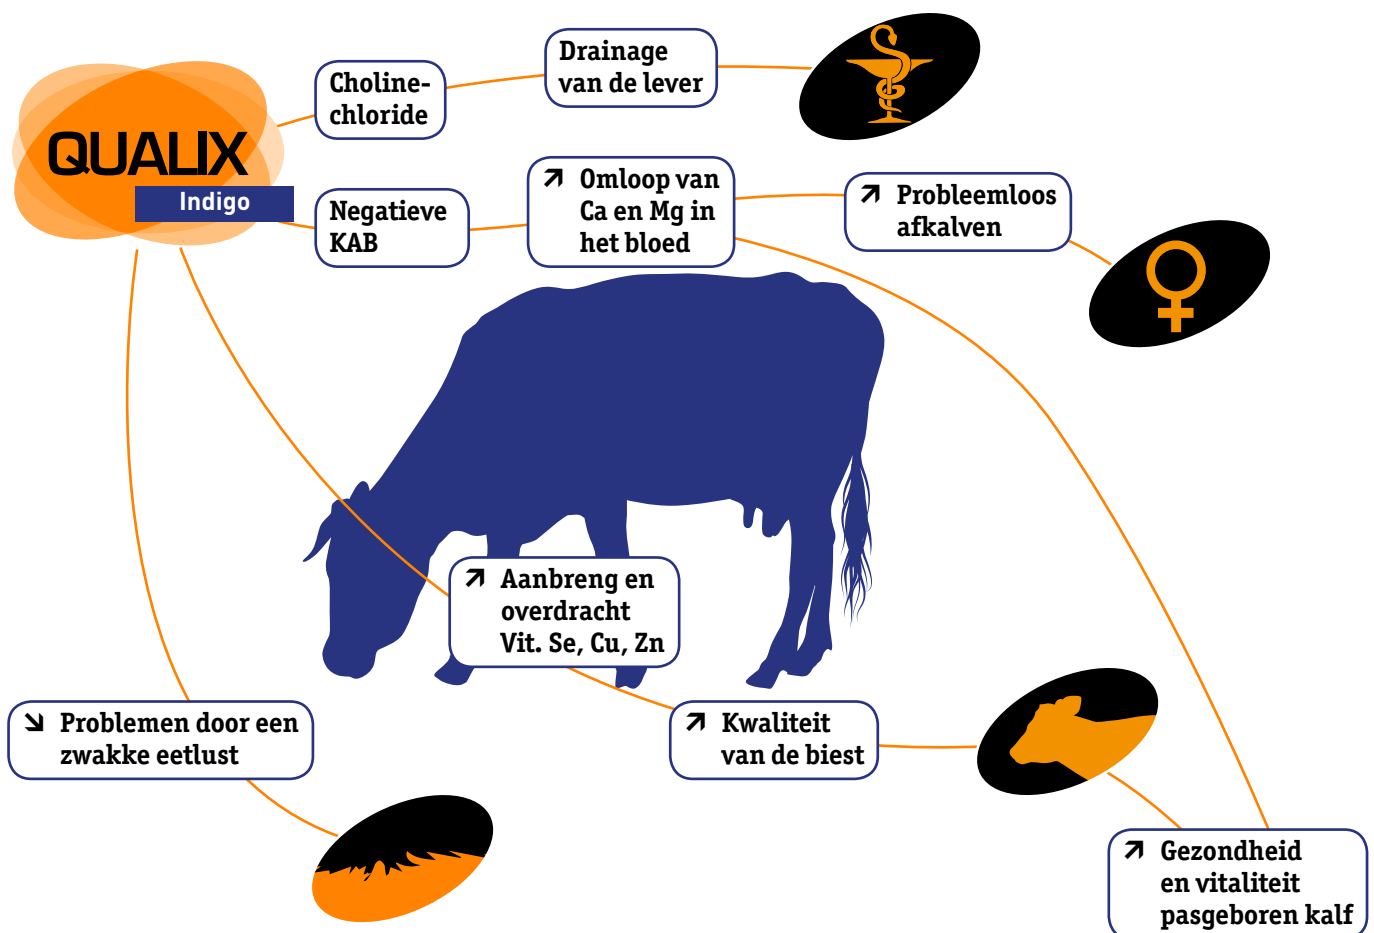 QUALIX
Indigo
Choline-
chloride
Drainage
van de lever
Negatieve
KAB
↗ Omloop van
Ca en Mg in
het bloed
↗ Probleemloos
afkalven
↗ Aanbreng en
overdracht
Vit. Se, Cu, Zn
↘ Problemen door een
zwakke eetlust
↗ Kwaliteit
van de biest
↗ Gezondheid
en vitaliteit
pasgeboren kalf